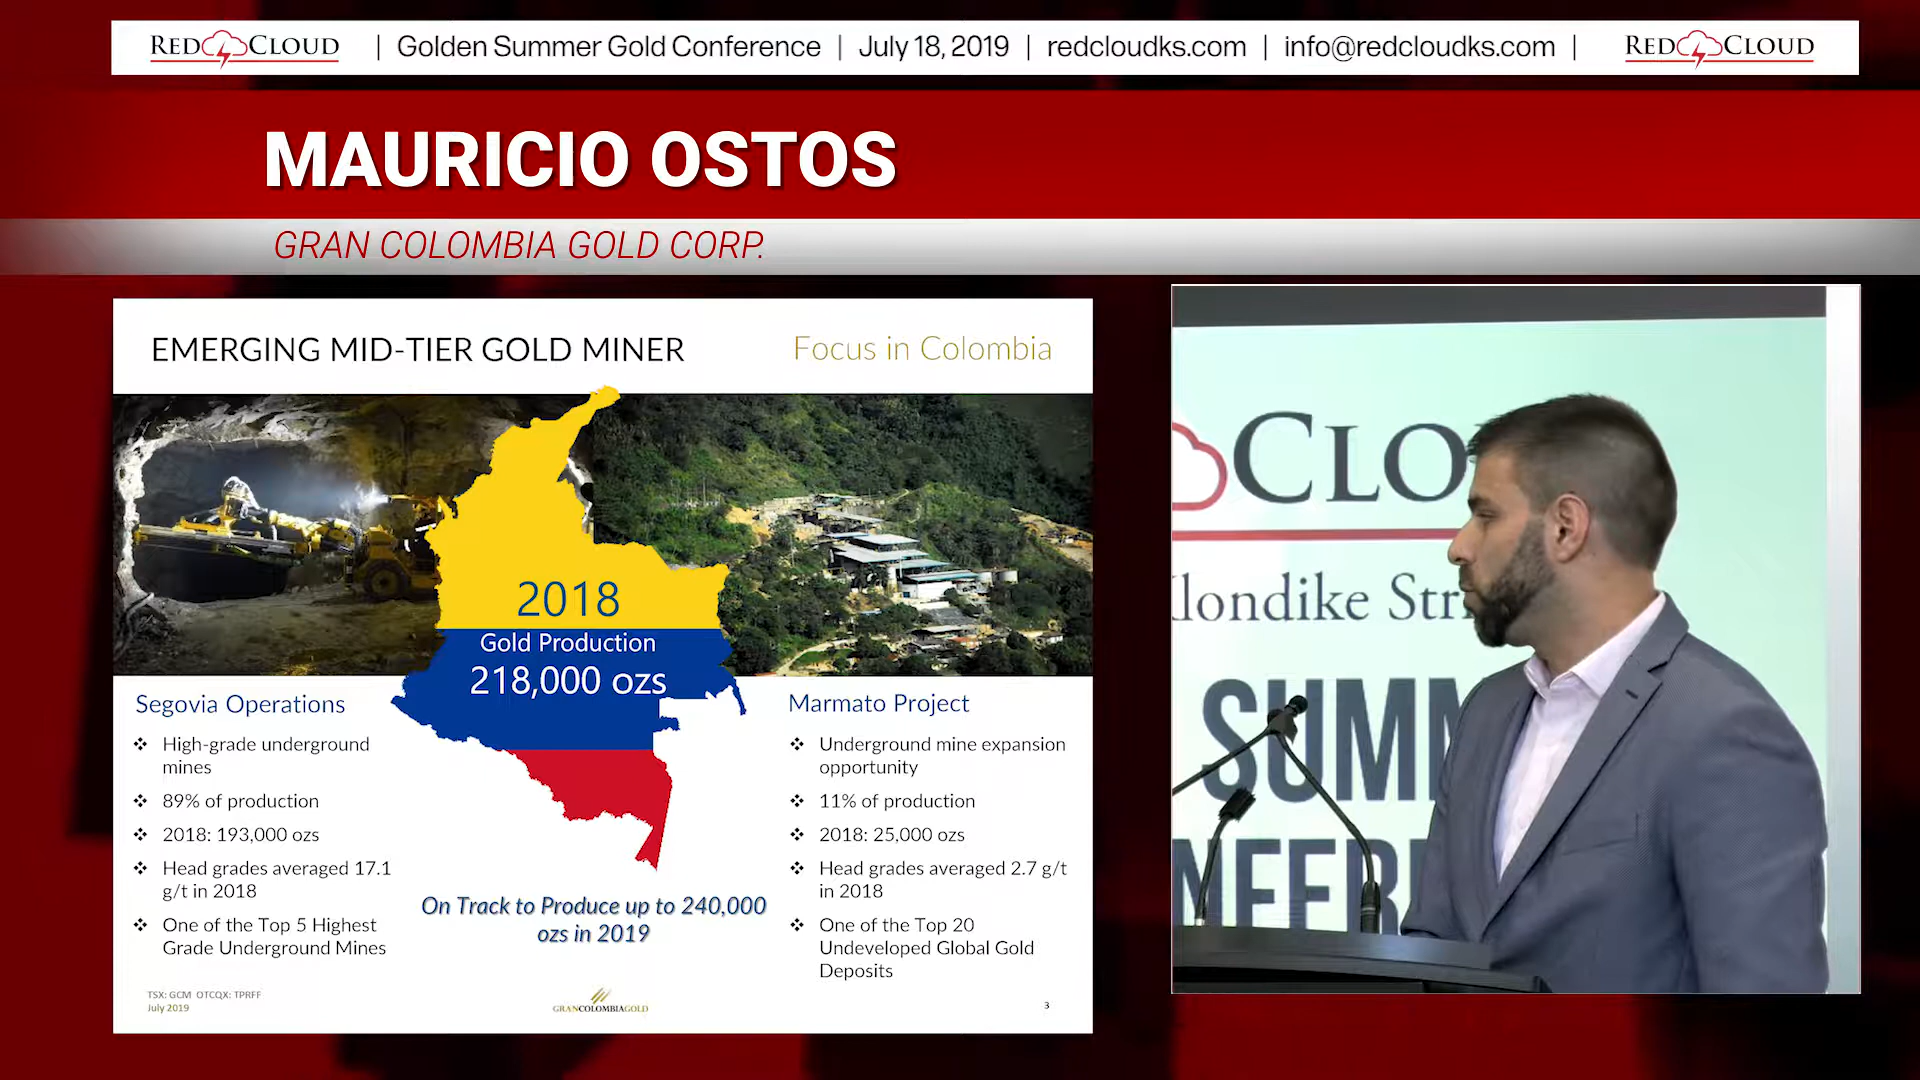 RED CLOUD | Golden Summer Gold Conference | July 18, 2019 | redcloudks.com | info@redcloudks.com | RED CLOUD
MAURICIO OSTOS
GRAN COLOMBIA GOLD CORP.
EMERGING MID-TIER GOLD MINER
Focus in Colombia
2018
Gold Production
218,000 ozs
Segovia Operations
❖ High-grade underground
mines
❖ 89% of production
❖ 2018: 193,000 ozs
❖ Head grades averaged 17.1
g/t in 2018
❖ One of the Top 5 Highest
Grade Underground Mines
On Track to Produce up to 240,000
ozs in 2019
Marmato Project
❖ Underground mine expansion
opportunity
❖ 11% of production
❖ 2018: 25,000 ozs
❖ Head grades averaged 2.7 g/t
in 2018
❖ One of the Top 20
Undeveloped Global Gold
Deposits
TSX: GCM OTCQX: TPRFF
July 2019
GRANCOLOMBIAGOLD
3
CLO
londike Str
SUMM
NFER